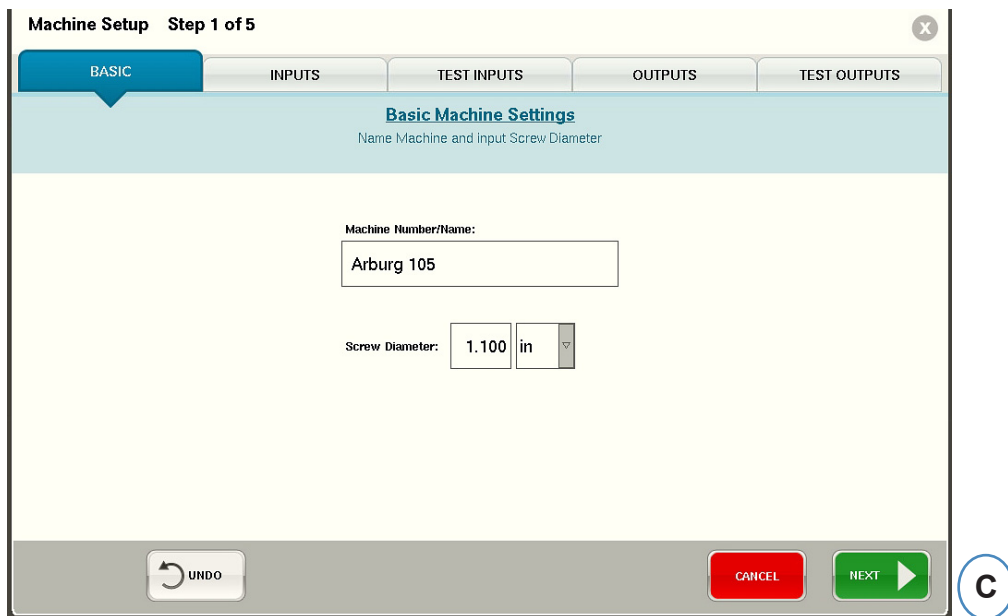 Machine Setup Step 1 of 5
X
BASIC INPUTS TEST INPUTS OUTPUTS TEST OUTPUTS
Basic Machine Settings
Name Machine and input Screw Diameter
Machine Number/Name:
Arburg 105
Screw Diameter: 1.100 in
UNDO CANCEL NEXT
C